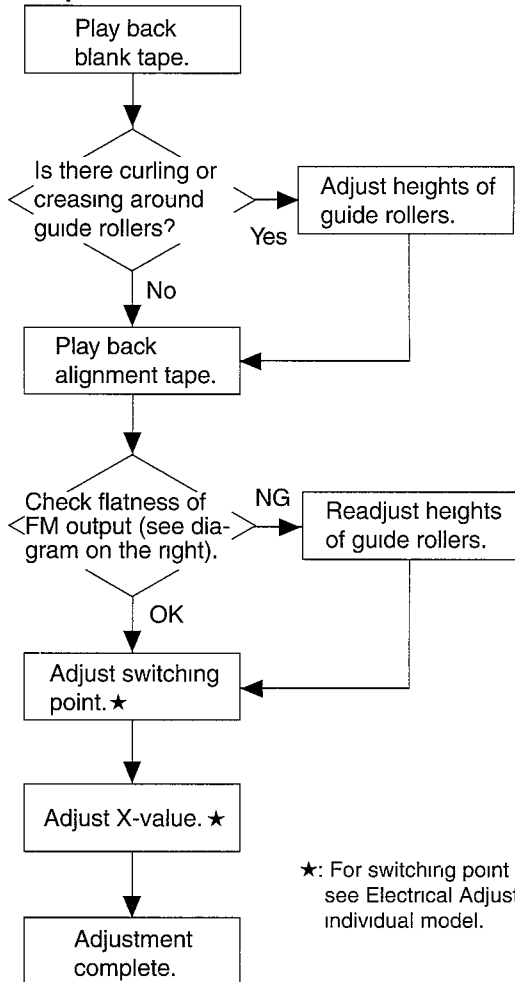 Play back
blank tape.
Is there curling or
creasing around
guide rollers?
Yes
Adjust heights of
guide rollers.
No
Play back
alignment tape.
Check flatness of
FM output (see dia-
gram on the right).
NG
Readjust heights
of guide rollers.
OK
Adjust switching
point.★
Adjust X-value.★
★: For switching point
see Electrical Adjust
individual model.
Adjustment
complete.